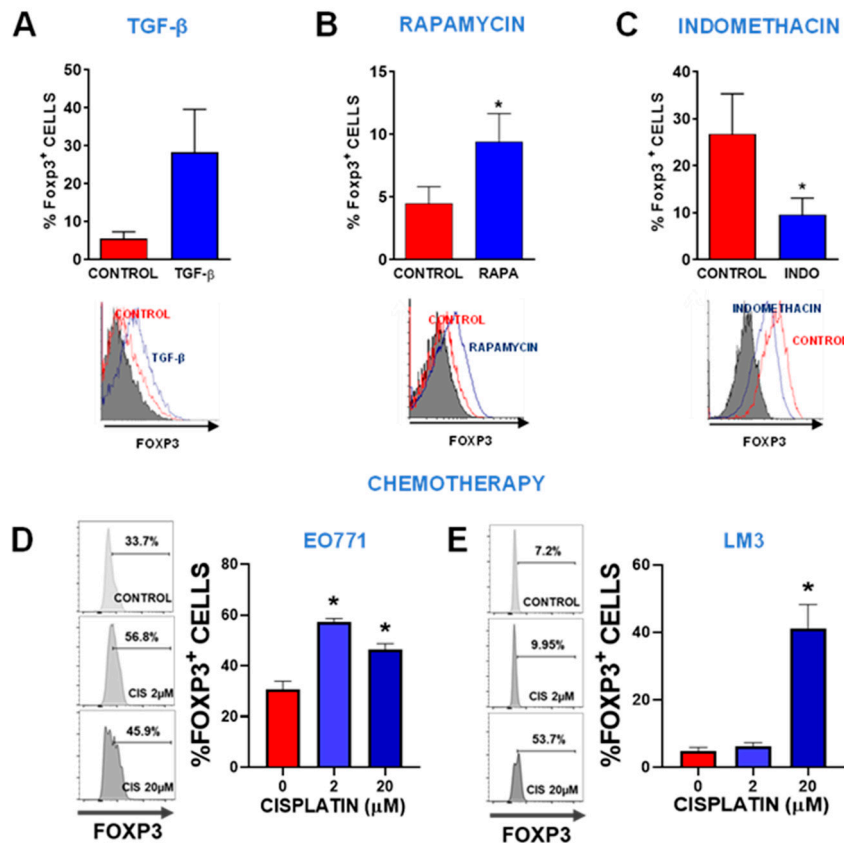 A
TGF-β
% Foxp3+ CELLS
50
40
30
20
10
0
CONTROL TGF-β
CONTROL
TGF-β
FOXP3
B
RAPAMYCIN
% Foxp3+ CELLS
15
10
5
0
*
CONTROL RAPA
CONTROL
RAPAMYCIN
FOXP3
C
INDOMETHACIN
% Foxp3+ CELLS
40
30
20
10
0
*
CONTROL INDO
INDOMETHACIN
CONTROL
FOXP3
CHEMOTHERAPY
D
33.7%
CONTROL
56.8%
CIS 2µM
45.9%
CIS 20µM
FOXP3
EO771
%FOXP3+ CELLS
80
60
40
20
0
*
*
0 2 20
CISPLATIN (µM)
E
7.2%
CONTROL
9.95%
CIS 2µM
53.7%
CIS 20µM
FOXP3
LM3
%FOXP3+ CELLS
60
40
20
0
*
0 2 20
CISPLATIN (µM)